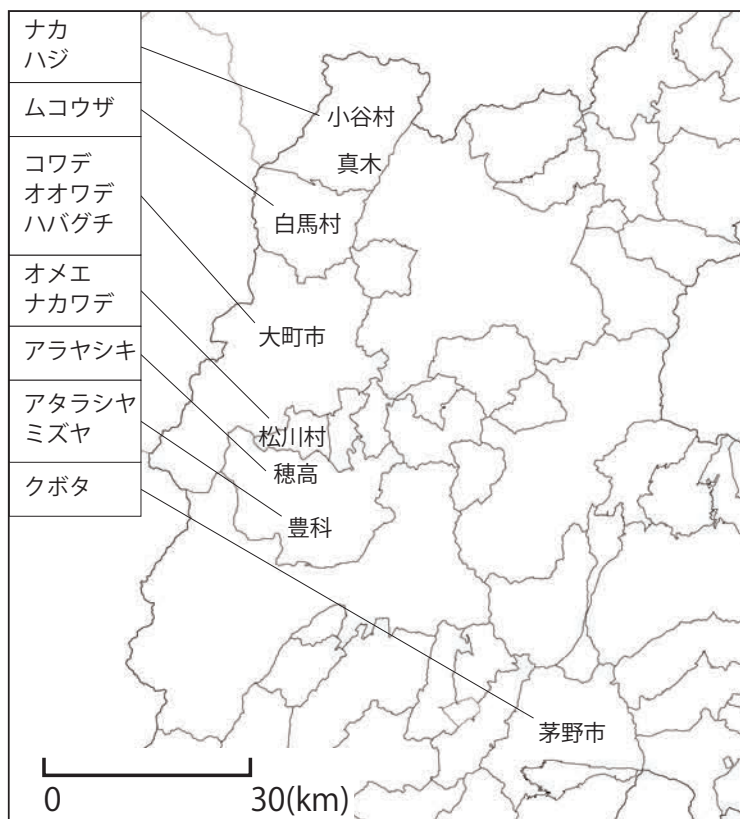 ナカ
ハジ
ムコウザ
コワデ
オオワデ
ハバグチ
オメエ
ナカワデ
アラヤシキ
アタラシヤ
ミズヤ
クボタ
小谷村
真木
白馬村
大町市
松川村
穂高
豊科
茅野市
0 30(km)